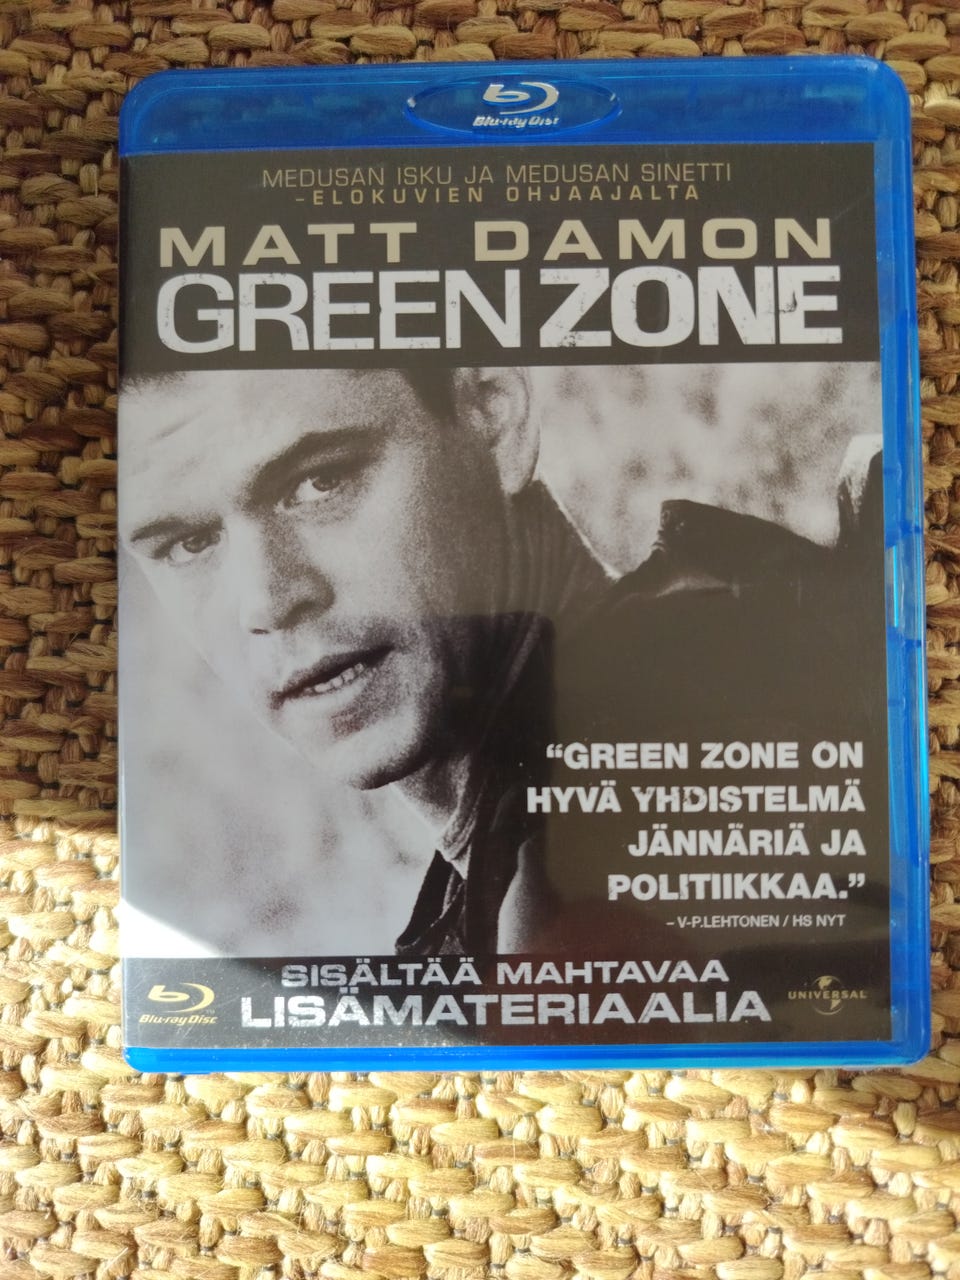 Blu-ray Disc
MEDUSAN ISKU JA MEDUSAN SINETTI
-ELOKUVIEN OHJAAJALTA
MATT DAMON
GREEN ZONE
"GREEN ZONE ON
HYVÄ YHDISTELMÄ
JÄNNÄRIÄ JA
POLITIIKKAA."
– V-P.LEHTONEN / HS NYT
SISÄLTÄÄ MAHTAVAA
LISÄMATERIAALIA
Blu-ray Disc
UNIVERSAL